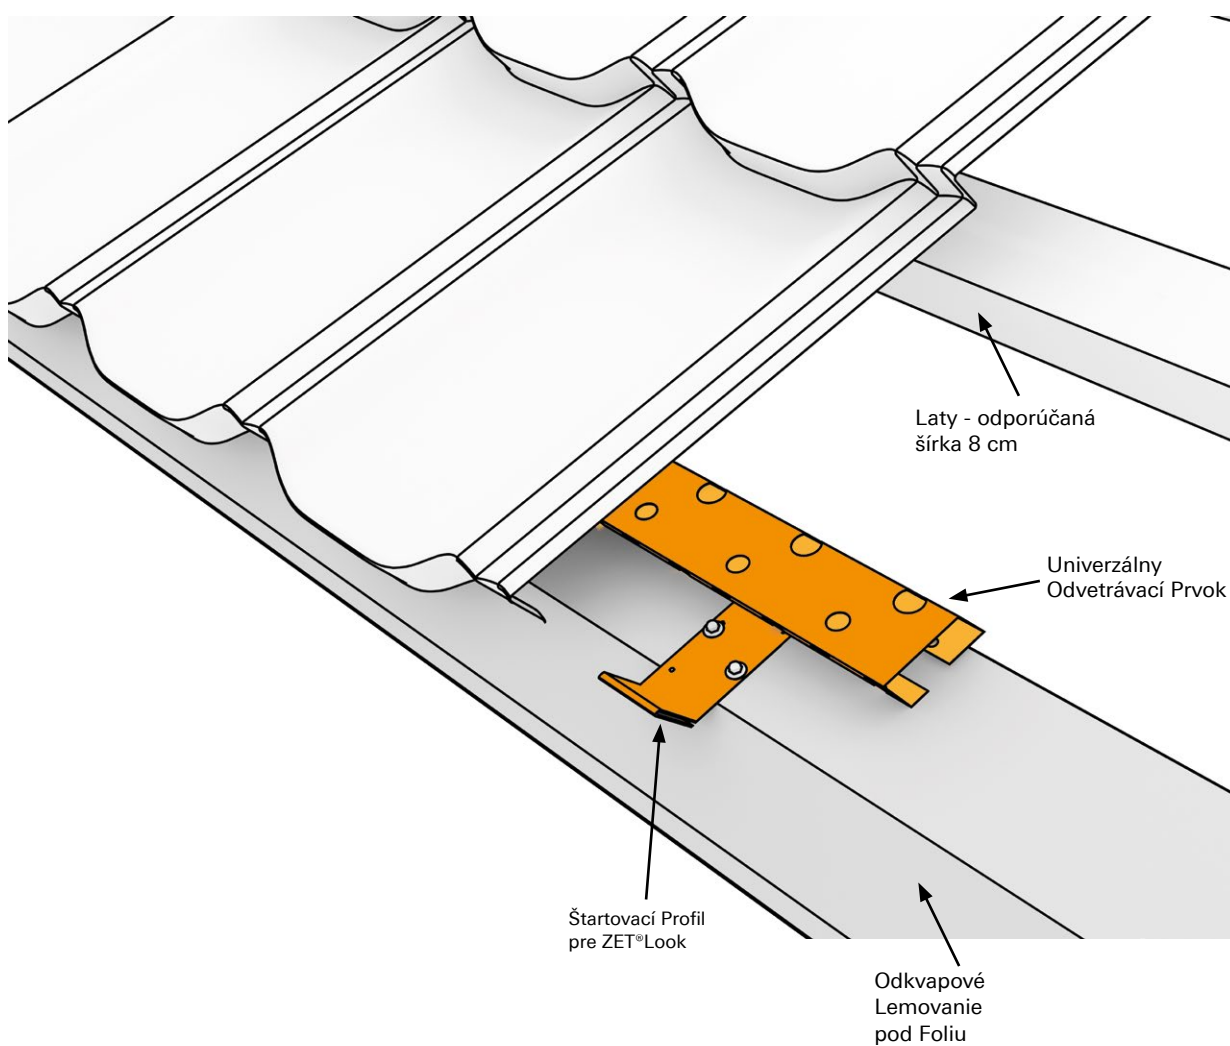 Laty - odporúčaná
šírka 8 cm
Univerzálny
Odvetrávací Prvok
Štartovací Profil
pre ZET®Look
Odkvapové
Lemovanie
pod Foliu